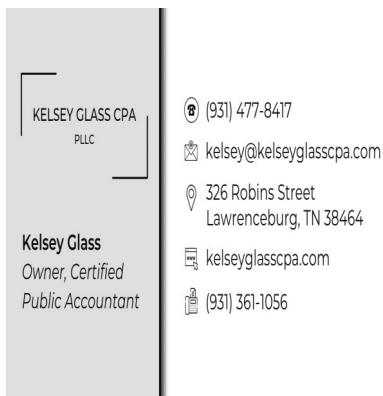 KELSEY GLASS CPA
PLLC
Kelsey Glass
Owner, Certified
Public Accountant
(931) 477-8417
kelsey@kelseyglasscpa.com
326 Robins Street
Lawrenceburg, TN 38464
kelseyglasscpa.com
(931) 361-1056